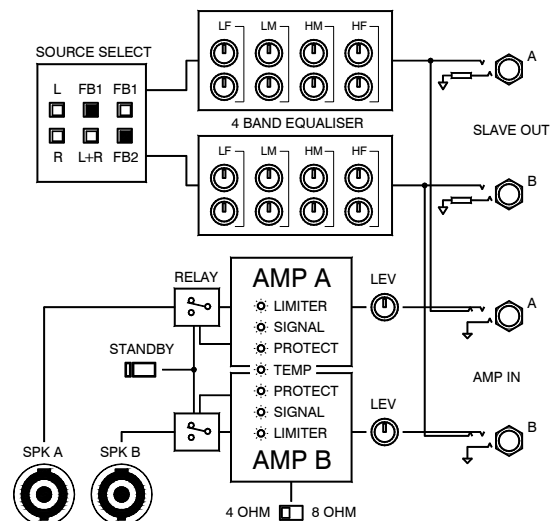 LF LM HM HF
SOURCE SELECT
A
L FB1 FB1
4 BAND EQUALISER
SLAVE OUT
R L+R FB2
LF LM HM HF
B
RELAY
AMP A
LEV
LIMITER
A
SIGNAL
STANDBY
PROTECT
TEMP
AMP IN
PROTECT
SIGNAL
LEV
LIMITER
B
SPK A SPK B
AMP B
4 OHM 8 OHM